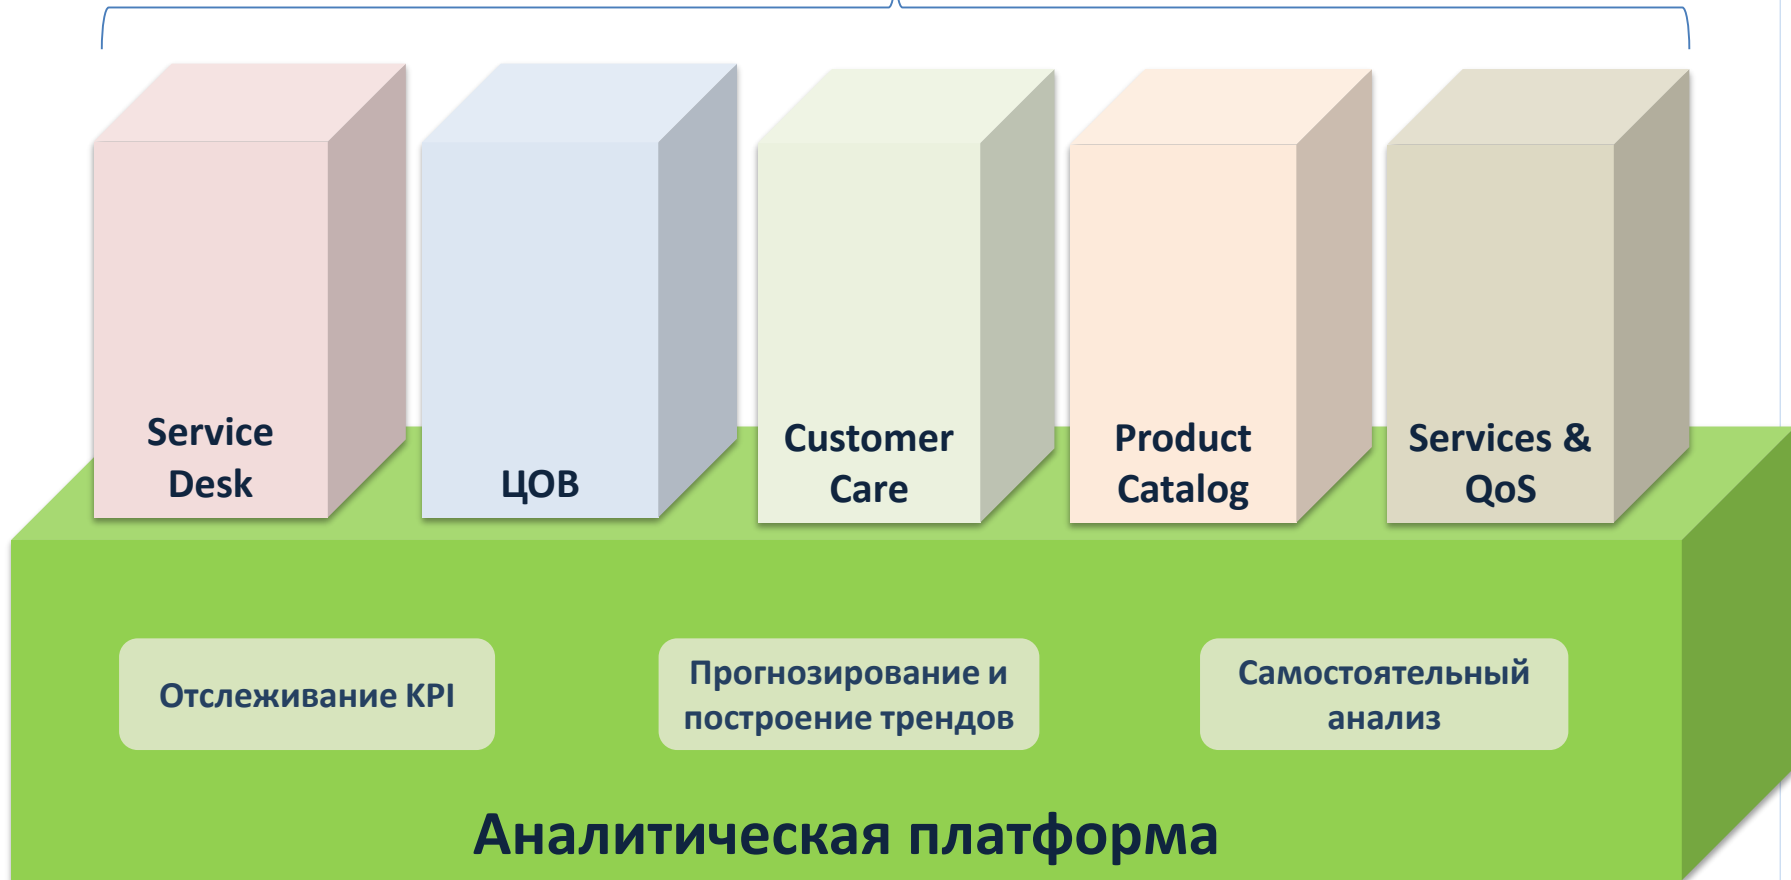 Service
Desk
ЦОВ
Customer
Care
Product
Catalog
Services &
QoS
Отслеживание KPI
Прогнозирование и
построение трендов
Самостоятельный
анализ
Аналитическая платформа